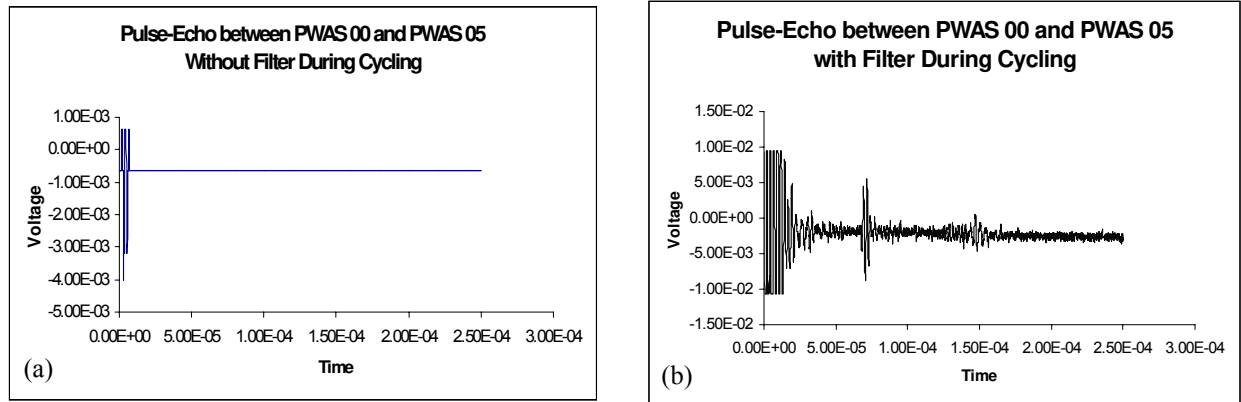 Pulse-Echo between PWAS 00 and PWAS 05
Without Filter During Cycling
1.00E-03
0.00E+00
-1.00E-03
-2.00E-03
-3.00E-03
-4.00E-03
-5.00E-03
Voltage
0.00E+00 5.00E-05 1.00E-04 1.50E-04 2.00E-04 2.50E-04 3.00E-04
Time
(a)
Pulse-Echo between PWAS 00 and PWAS 05
with Filter During Cycling
1.50E-02
1.00E-02
5.00E-03
0.00E+00
-5.00E-03
-1.00E-02
-1.50E-02
Voltage
0.00E+00 5.00E-05 1.00E-04 1.50E-04 2.00E-04 2.50E-04 3.00E-04
Time
(b)